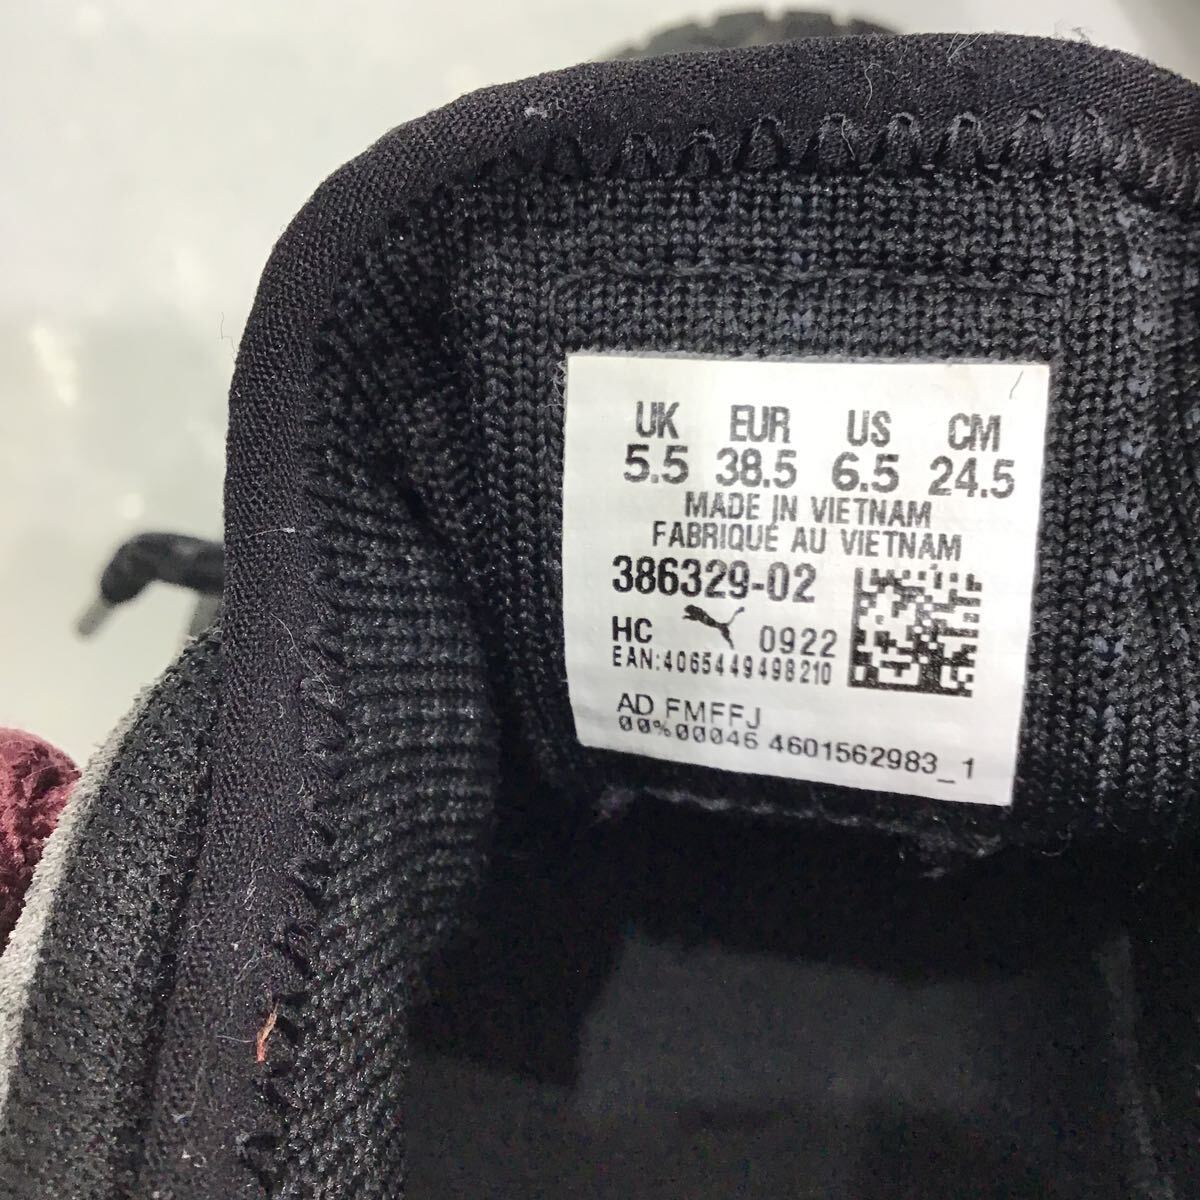 UK EUR US CM
5.5 38.5 6.5 24.5
MADE IN VIETNAM
FABRIQUÉ AU VIETNAM
386329-02
HC 0922
EAN:4065449498210
AD FMFFJ
00%00046 4601562983_1